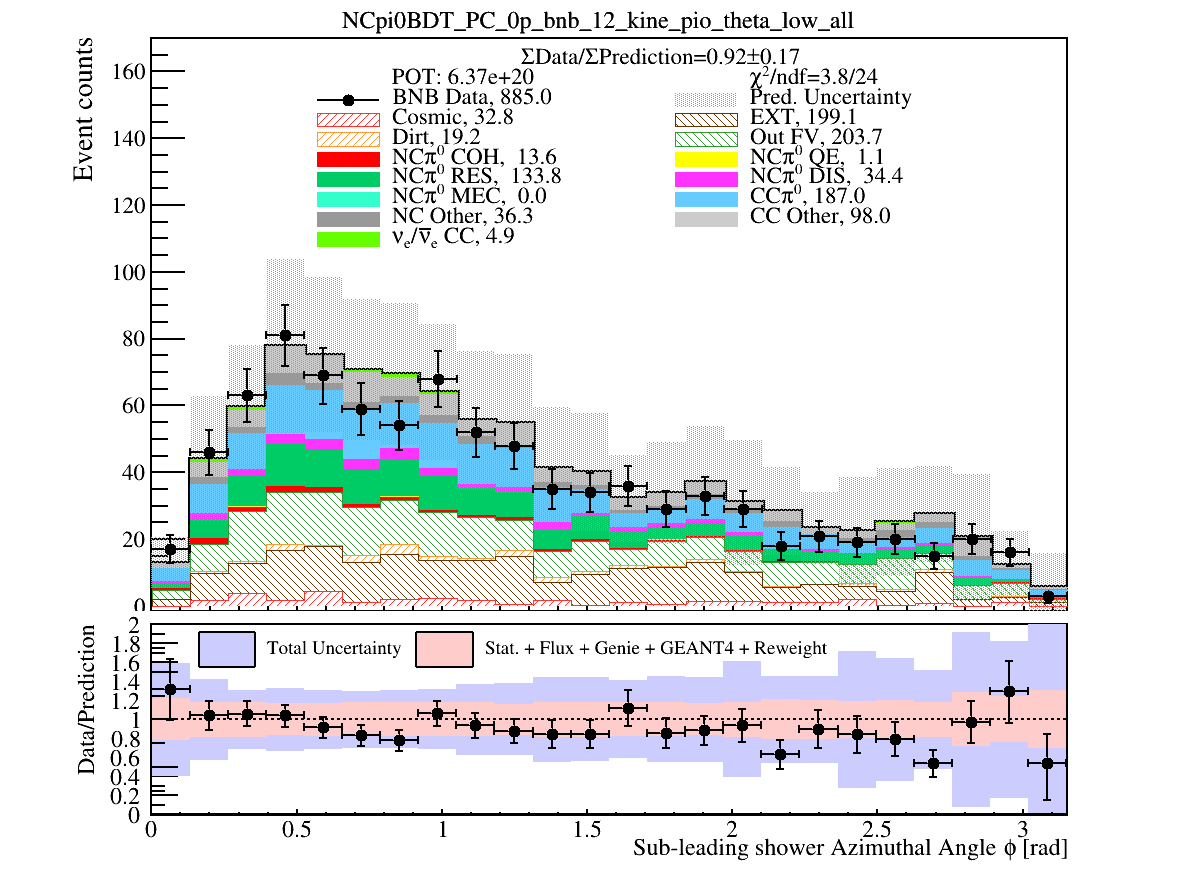 NCpi0BDT_PC_0p_bnb_12_kine_pio_theta_low_all
ΣData/ΣPrediction=0.92±0.17
POT: 6.37e+20
χ²/ndf=3.8/24
BNB Data, 885.0
Pred. Uncertainty
Cosmic, 32.8
EXT, 199.1
Dirt, 19.2
Out FV, 203.7
NCπ⁰ COH, 13.6
NCπ⁰ QE, 1.1
NCπ⁰ RES, 133.8
NCπ⁰ DIS, 34.4
NCπ⁰ MEC, 0.0
CCπ⁰, 187.0
NC Other, 36.3
CC Other, 98.0
νₑ/ν̅ₑ CC, 4.9
Event counts
160
140
120
100
80
60
40
20
0
Data/Prediction
Total Uncertainty
Stat. + Flux + Genie + GEANT4 + Reweight
2
1.8
1.6
1.4
1.2
1
0.8
0.6
0.4
0.2
0
0 0.5 1 1.5 2 2.5 3
Sub-leading shower Azimuthal Angle ϕ [rad]